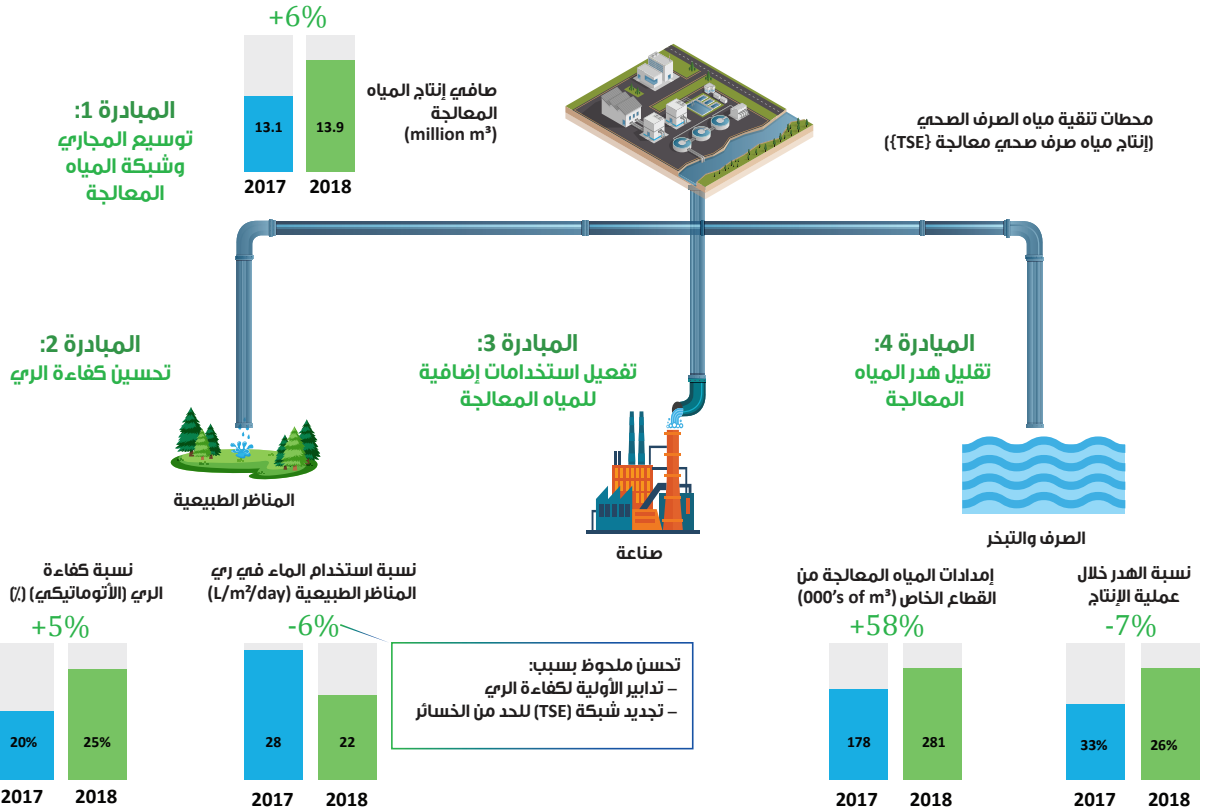 +6%
صافي إنتاج المياه
المعالجة
(million m³)
13.1
13.9
2017
2018
المبادرة 1:
توسيع المجاري
وشبكة المياه
المعالجة
محطات تنقية مياه الصرف الصحي
(إنتاج مياه صرف صحي معالجة {TSE})
المبادرة 2:
تحسين كفاءة الري
المبادرة 3:
تفعيل استخدامات إضافية
للمياه المعالجة
الميادرة 4:
تقليل هدر المياه
المعالجة
المناظر الطبيعية
صناعة
الصرف والتبخر
نسبة كفاءة
الري (الأتوماتيكي) (٪)
+5%
20%
25%
2017
2018
نسبة استخدام الماء في ري
المناظر الطبيعية (L/m²/day)
-6%
28
22
2017
2018
تحسن ملحوظ بسبب:
– تدابير الأولية لكفاءة الري
– تجديد شبكة (TSE) للحد من الخسائر
إمدادات المياه المعالجة من
القطاع الخاص (000’s of m³)
+58%
178
281
2017
2018
نسبة الهدر خلال
عملية الإنتاج
-7%
33%
26%
2017
2018